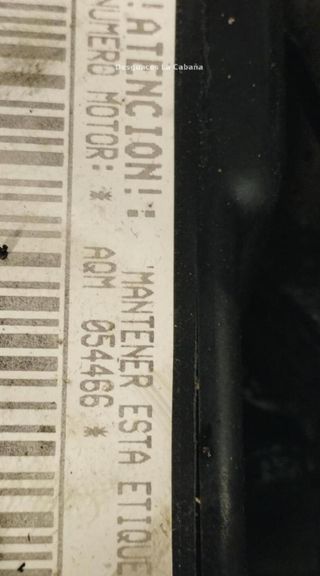 Desguaces La Cabaña
!ATENCION!: "MANTENER ESTA ETIQUE
NUMERO MOTOR: * AQM 054466 *